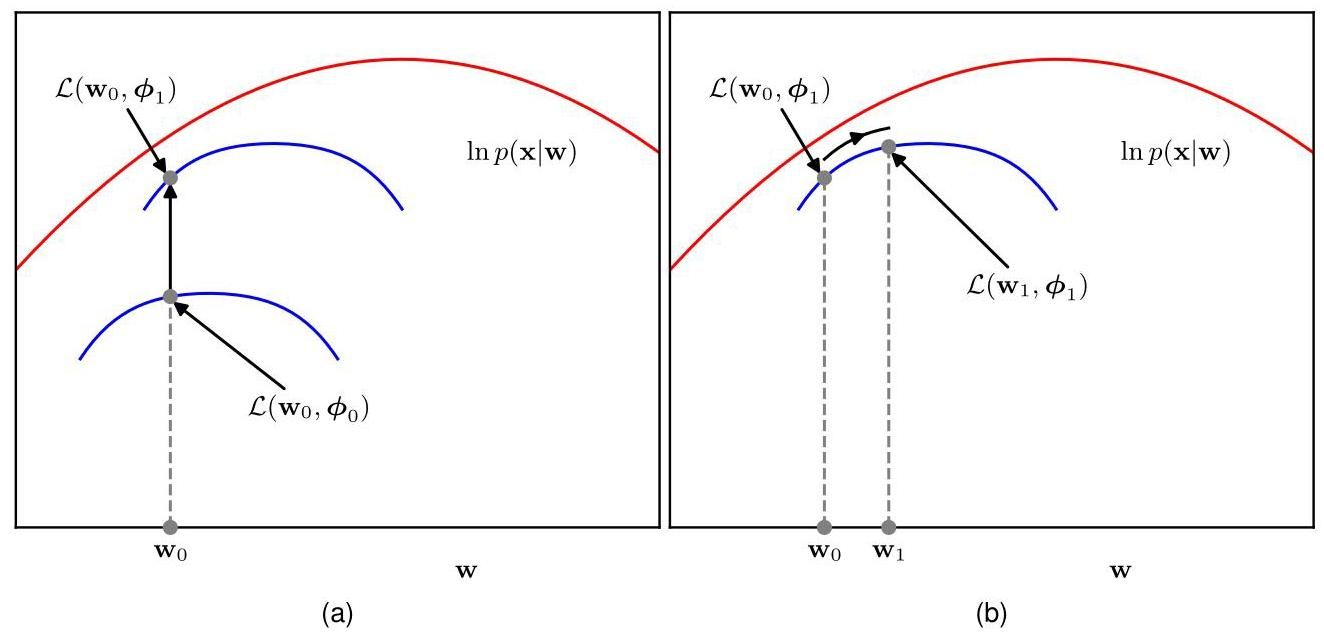 ℒ(w₀, ϕ₁)
ln p(x|w)
ℒ(w₀, ϕ₀)
w₀
w
(a)
ℒ(w₀, ϕ₁)
ln p(x|w)
ℒ(w₁, ϕ₁)
w₀ w₁
w
(b)